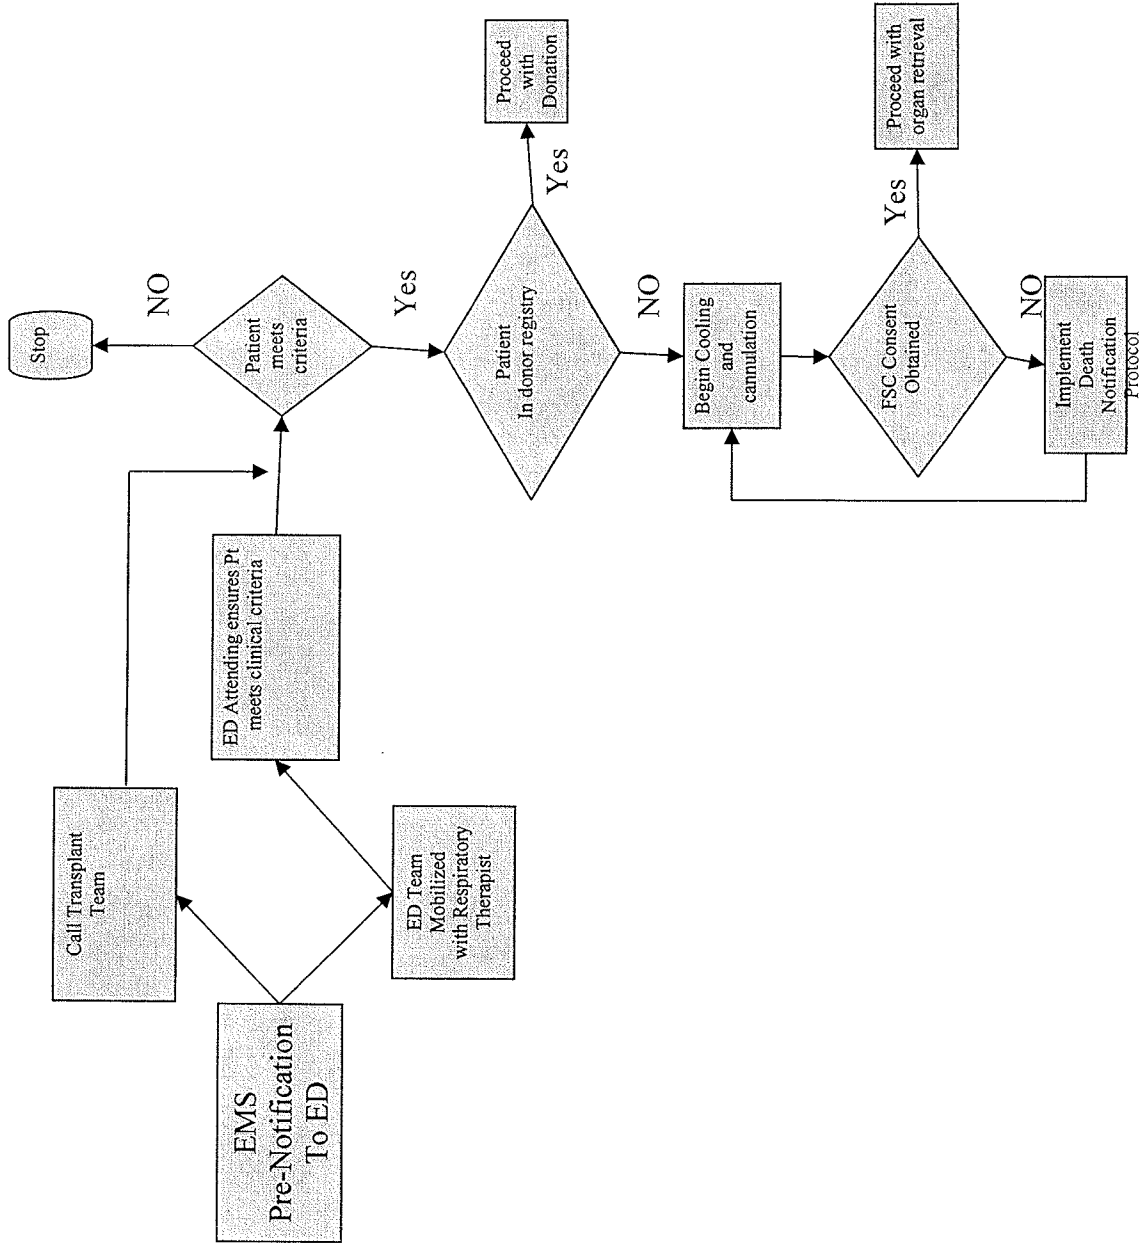 EMS
Pre-Notification
To ED
Call Transplant
Team
ED Team
Mobilized
with Respiratory
Therapist
ED Attending ensures Pt
meets clinical criteria
Patient
meets
criteria
NO
Stop
Yes
Patient
In donor registry
Yes
Proceed
with
Donation
NO
Begin Cooling
and
cannulation
FSC Consent
Obtained
Yes
Proceed with
organ retrieval
NO
Implement
Death
Notification
Protocol